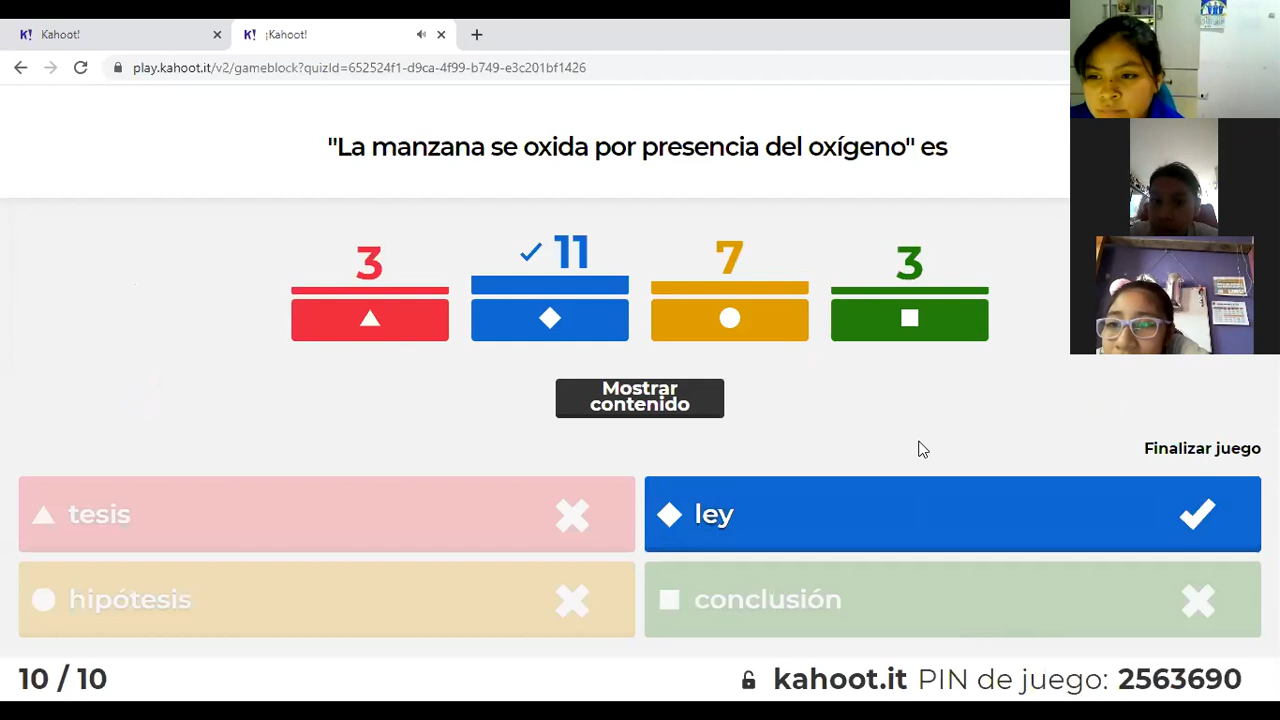 K! Kahoot!
K! ¡Kahoot!
play.kahoot.it/v2/gameblock?quizId=652524f1-d9ca-4f99-b749-e3c201bf1426
"La manzana se oxida por presencia del oxígeno" es
3
11
7
3
Mostrar
contenido
Finalizar juego
tesis
ley
hipótesis
conclusión
10 / 10
kahoot.it PIN de juego: 2563690